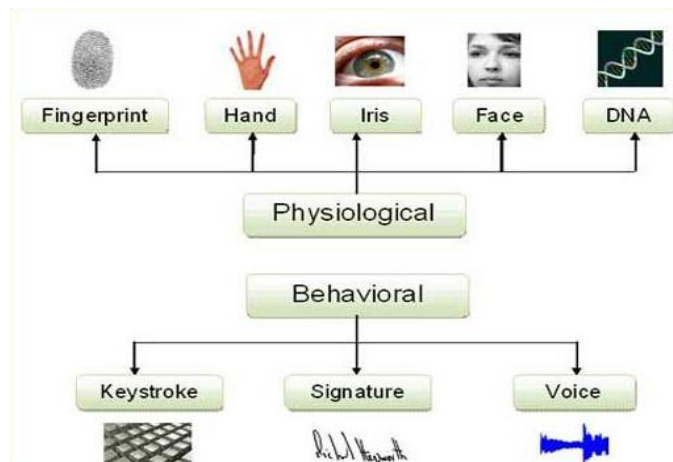 Fingerprint
Hand
Iris
Face
DNA
Physiological
Behavioral
Keystroke
Signature
Voice